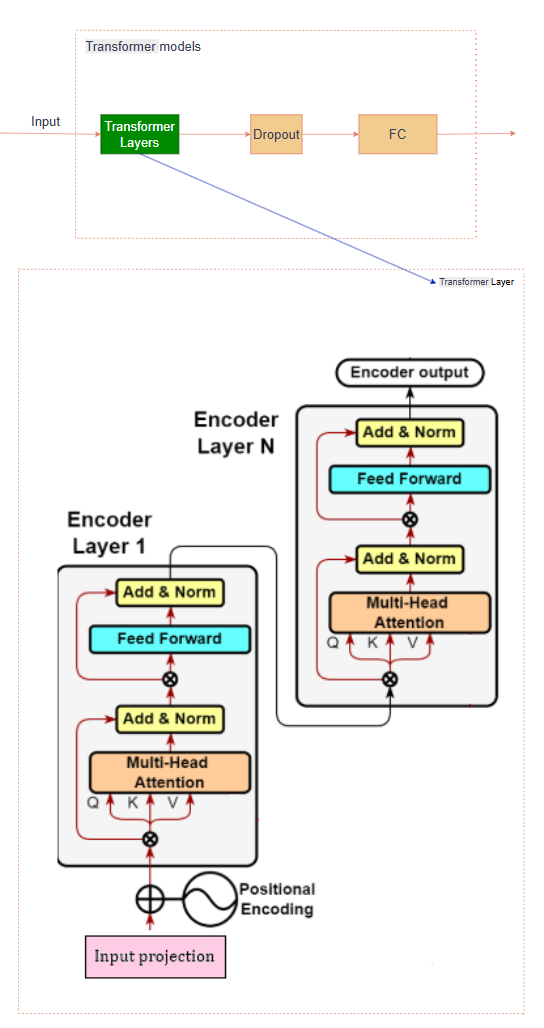 Transformer models
Input
Transformer
Layers
Dropout
FC
Transformer Layer
Encoder output
Encoder
Layer N
Add & Norm
Feed Forward
Add & Norm
Multi-Head
Attention
Q K V
Encoder
Layer 1
Add & Norm
Feed Forward
Add & Norm
Multi-Head
Attention
Q K V
Positional
Encoding
Input projection